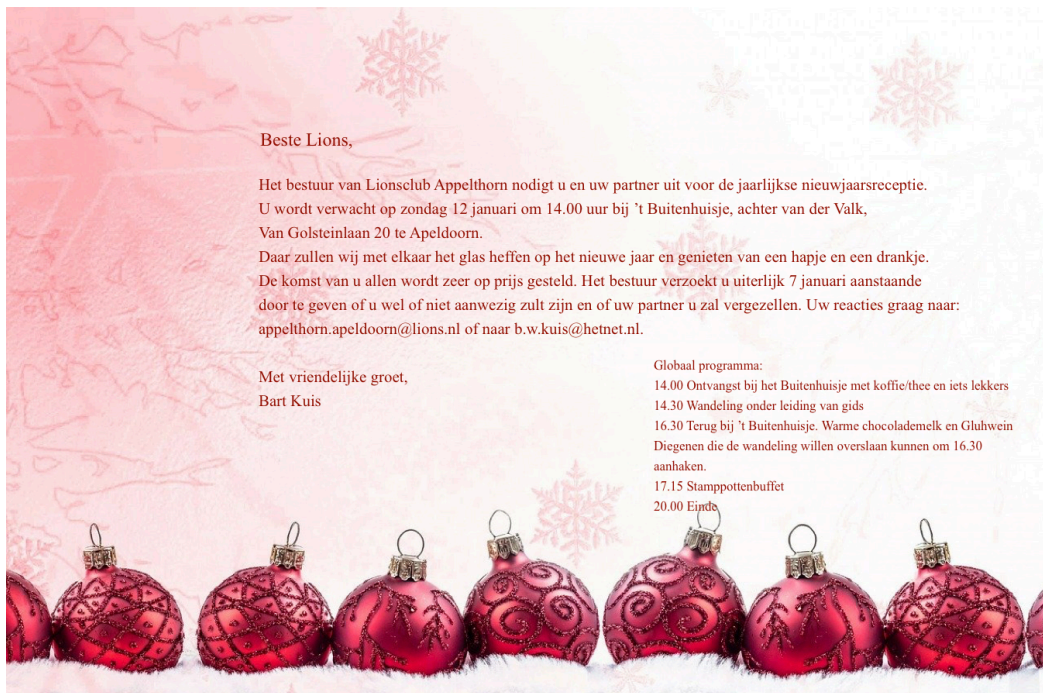 Beste Lions,
Het bestuur van Lionsclub Appelthorn nodigt u en uw partner uit voor de jaarlijkse nieuwjaarsreceptie.
U wordt verwacht op zondag 12 januari om 14.00 uur bij ’t Buitenhuisje, achter van der Valk,
Van Golsteinlaan 20 te Apeldoorn.
Daar zullen wij met elkaar het glas heffen op het nieuwe jaar en genieten van een hapje en een drankje.
De komst van u allen wordt zeer op prijs gesteld. Het bestuur verzoekt u uiterlijk 7 januari aanstaande
door te geven of u wel of niet aanwezig zult zijn en of uw partner u zal vergezellen. Uw reacties graag naar:
appelthorn.apeldoorn@lions.nl of naar b.w.kuis@hetnet.nl.
Met vriendelijke groet,
Bart Kuis
Globaal programma:
14.00 Ontvangst bij het Buitenhuisje met koffie/thee en iets lekkers
14.30 Wandeling onder leiding van gids
16.30 Terug bij ’t Buitenhuisje. Warme chocolademelk en Gluhwein
Diegenen die de wandeling willen overslaan kunnen om 16.30
aanhaken.
17.15 Stamppottenbuffet
20.00 Einde